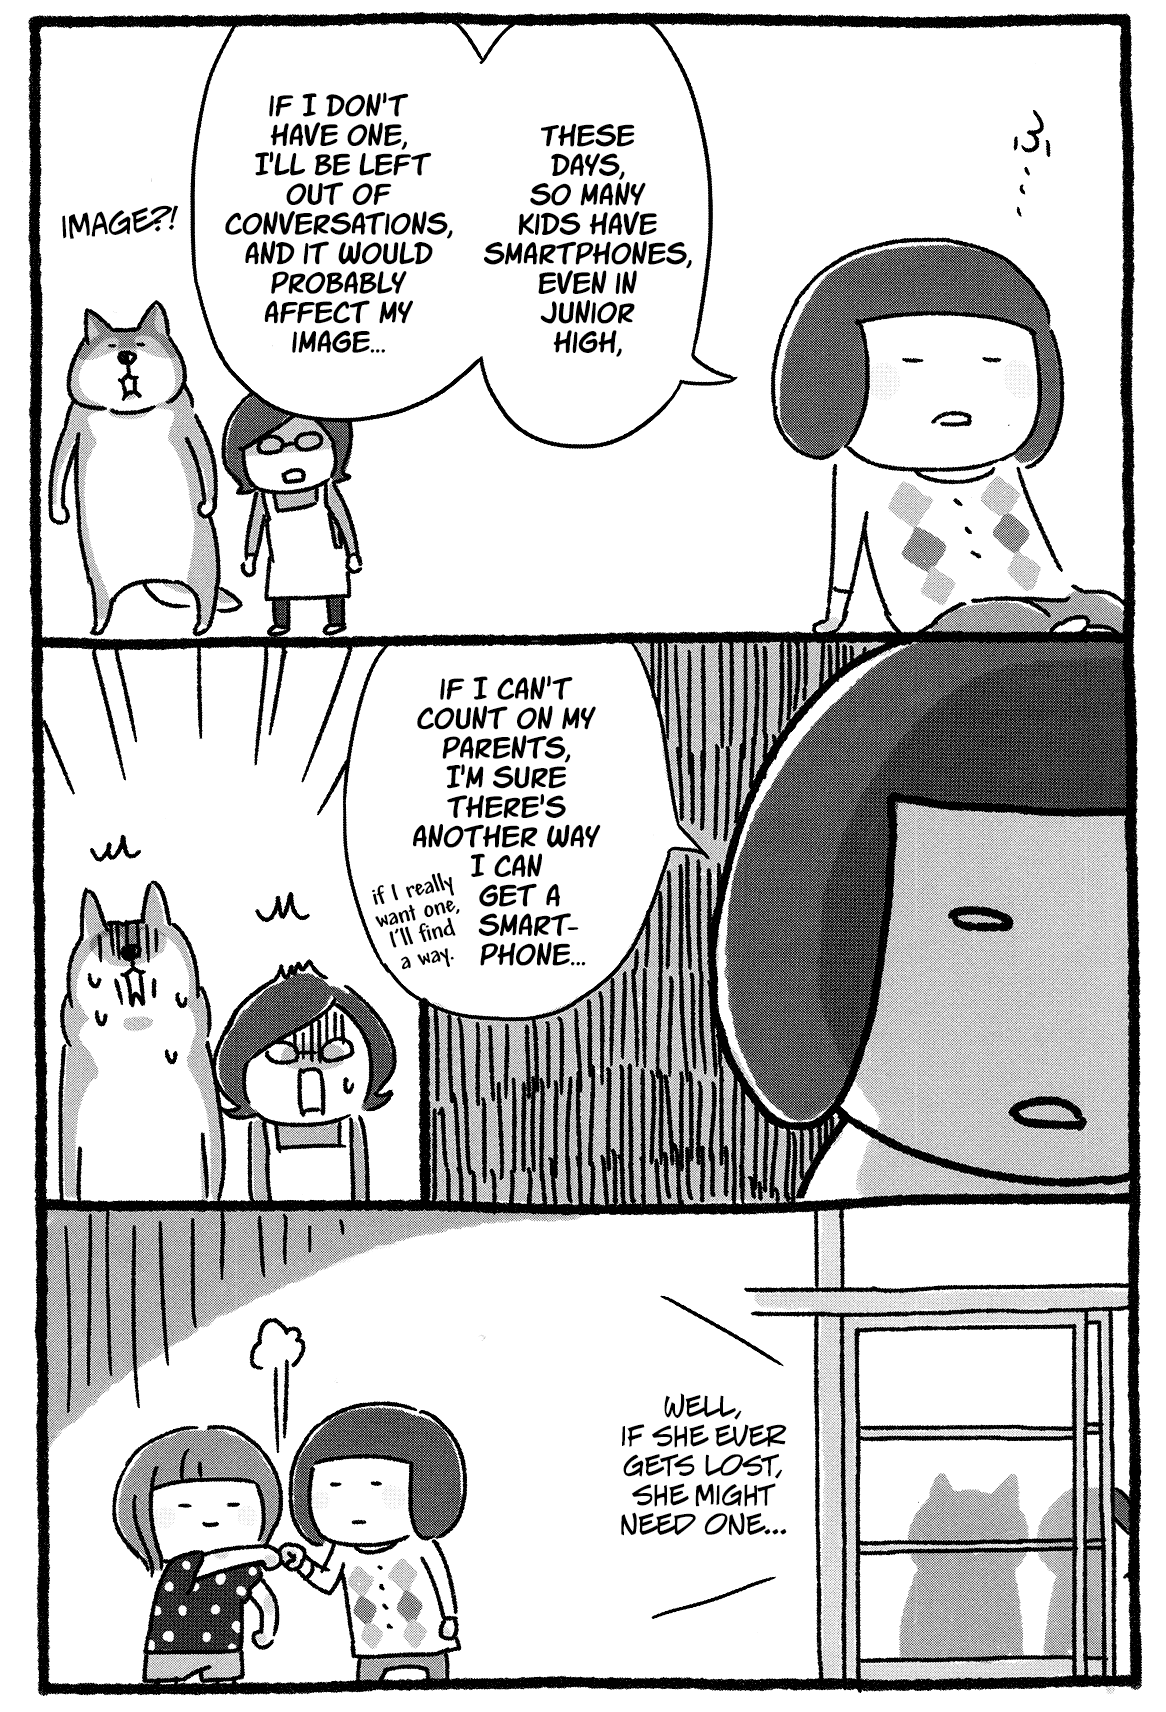 THESE
DAYS,
SO MANY
KIDS HAVE
SMARTPHONES,
EVEN IN
JUNIOR
HIGH,
IF I DON'T
HAVE ONE,
I'LL BE LEFT
OUT OF
CONVERSATIONS,
AND IT WOULD
PROBABLY
AFFECT MY
IMAGE...
IMAGE?!
IF I CAN'T
COUNT ON MY
PARENTS,
I'M SURE
THERE'S
ANOTHER WAY
I CAN
GET A
SMART-
PHONE...
if I really
want one,
I'll find
a way.
WELL,
IF SHE EVER
GETS LOST,
SHE MIGHT
NEED ONE...